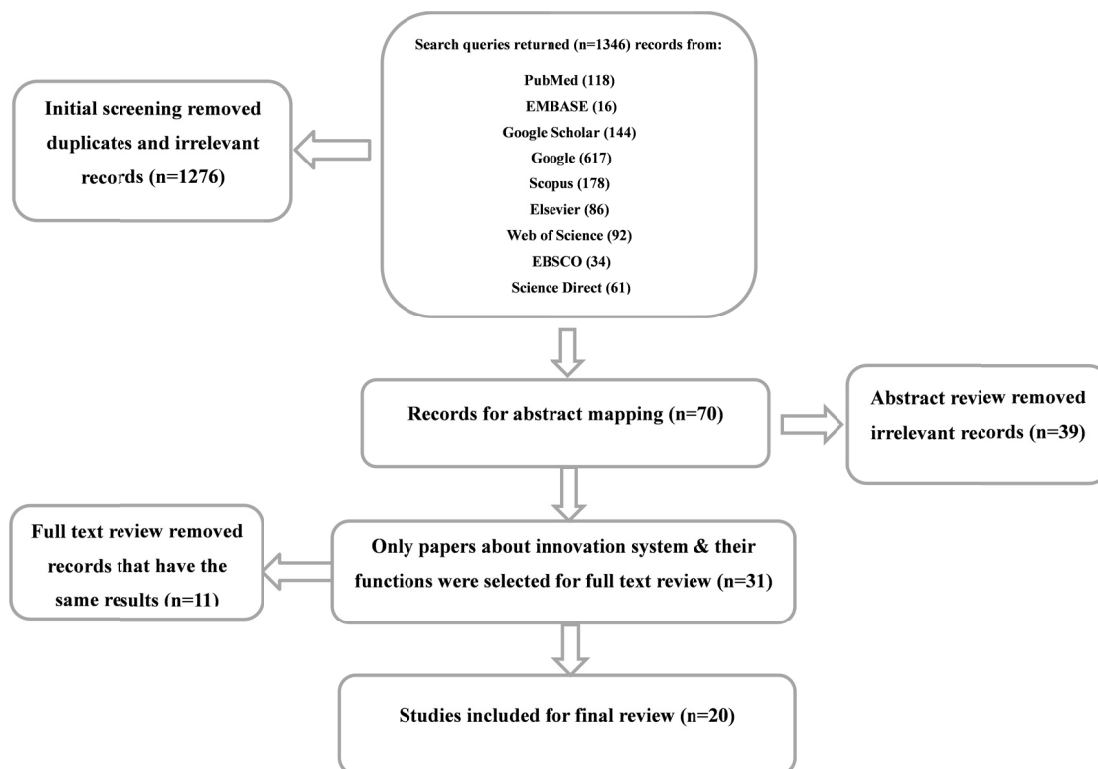 Search queries returned (n=1346) records from:
PubMed (118)
EMBASE (16)
Google Scholar (144)
Google (617)
Scopus (178)
Elsevier (86)
Web of Science (92)
EBSCO (34)
Science Direct (61)
Initial screening removed
duplicates and irrelevant
records (n=1276)
Records for abstract mapping (n=70)
Abstract review removed
irrelevant records (n=39)
Only papers about innovation system & their
functions were selected for full text review (n=31)
Full text review removed
records that have the
same results (n=11)
Studies included for final review (n=20)